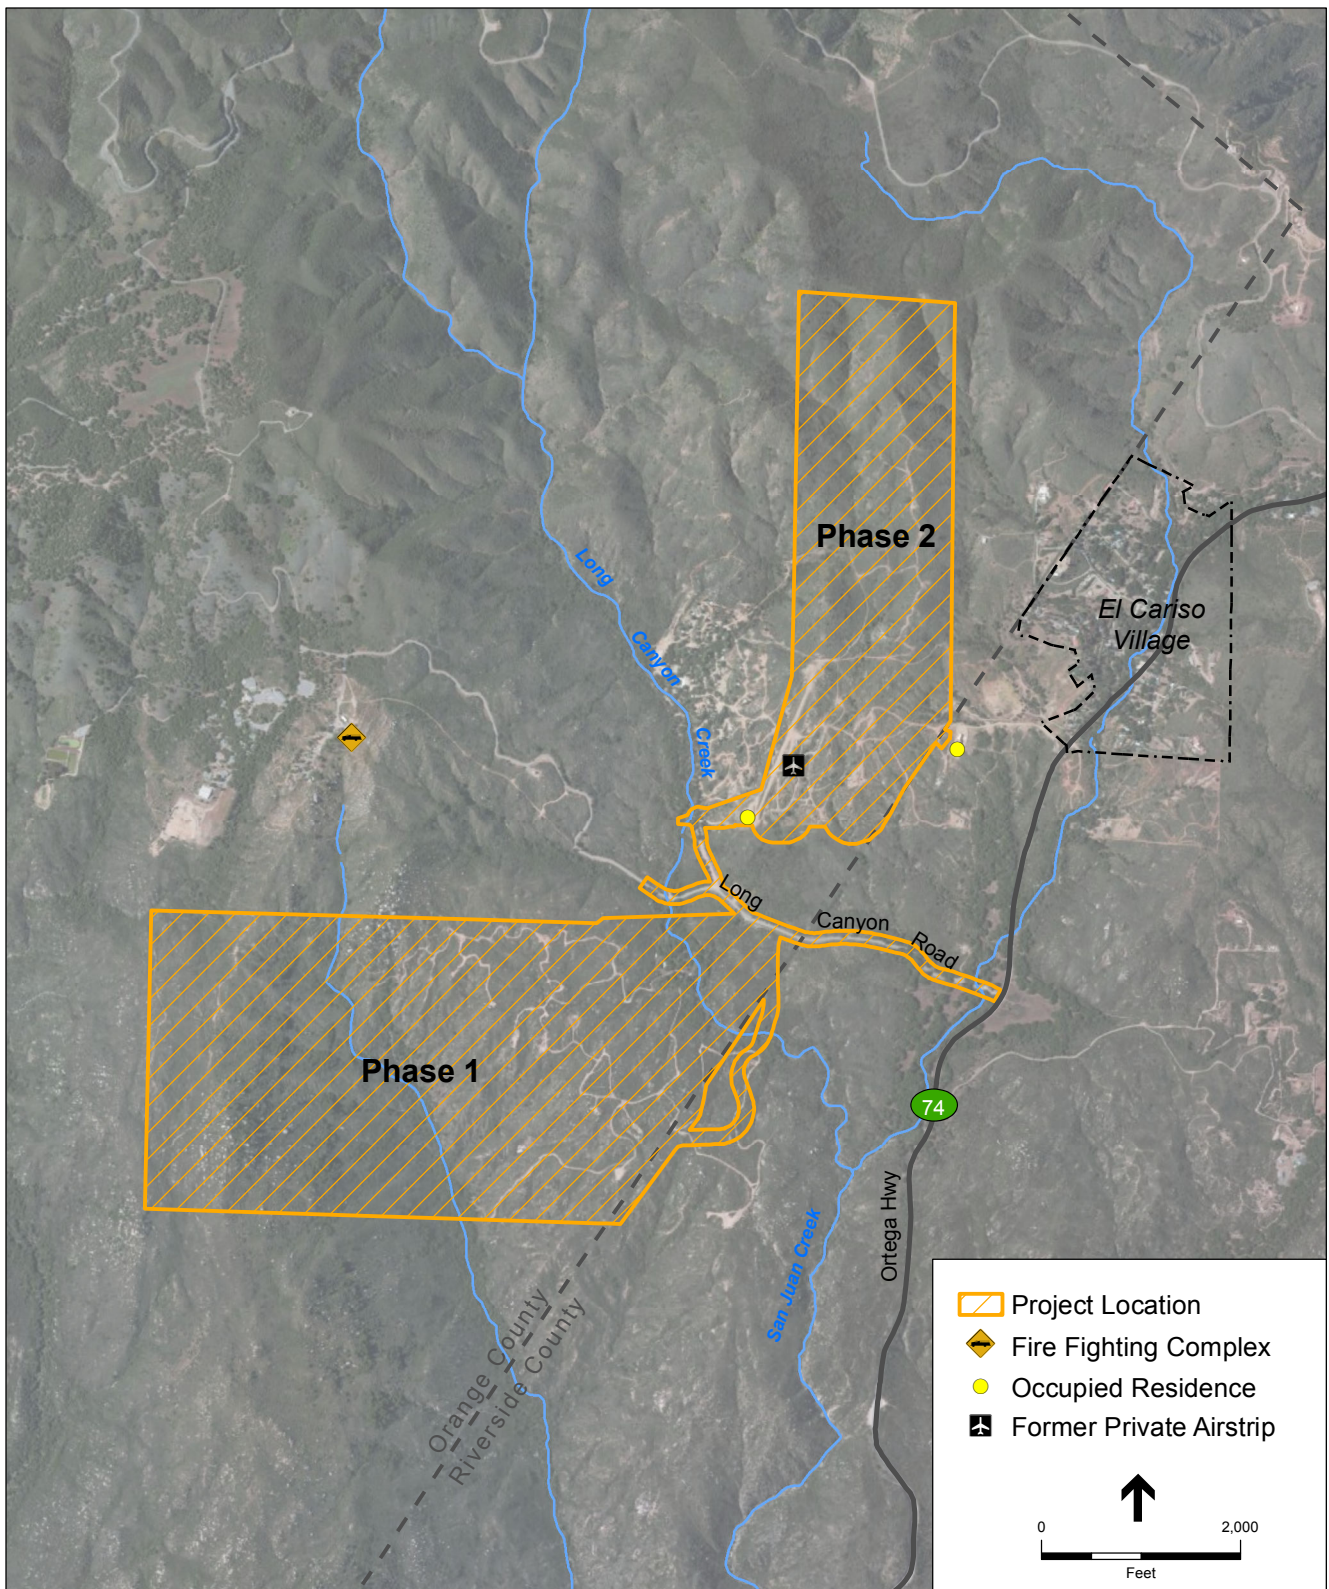 Phase 2
Long
Canyon
Creek
El Cariso
Village
Long
Canyon
Road
Phase 1
74
Ortega Hwy
San Juan Creek
Orange County
Riverside County
Project Location
Fire Fighting Complex
Occupied Residence
Former Private Airstrip
0 2,000
Feet